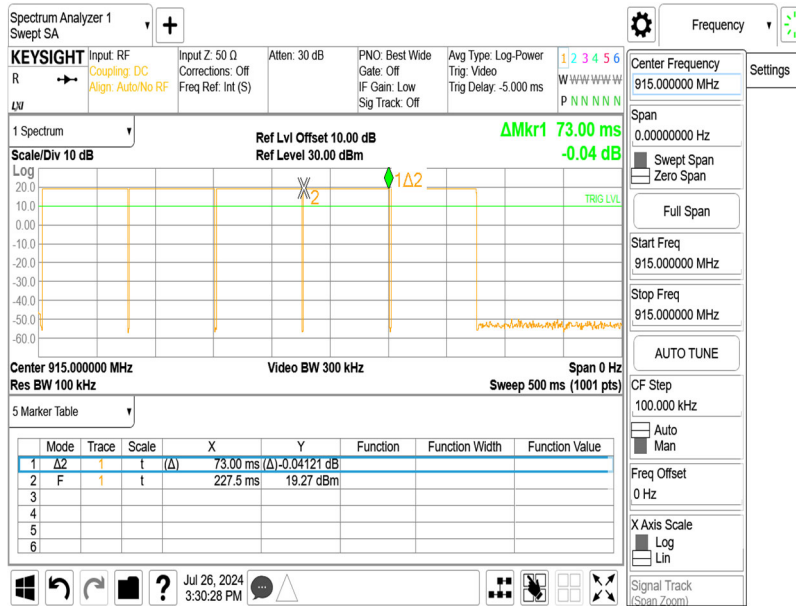 Spectrum Analyzer 1
Swept SA
Frequency
Settings
KEYSIGHT
R
LXI
Input: RF
Coupling: DC
Align: Auto/No RF
Input Z: 50 Ω
Corrections: Off
Freq Ref: Int (S)
Atten: 30 dB
PNO: Best Wide
Gate: Off
IF Gain: Low
Sig Track: Off
Avg Type: Log-Power
Trig: Video
Trig Delay: -5.000 ms
1 2 3 4 5 6
W W W W W W
P N N N N N
1 Spectrum
Scale/Div 10 dB
Ref Lvl Offset 10.00 dB
Ref Level 30.00 dBm
ΔMkr1 73.00 ms
-0.04 dB
Log
20.0
10.0
0.00
-10.0
-20.0
-30.0
-40.0
-50.0
-60.0
X2
1Δ2
TRIG LVL
Center 915.000000 MHz
Video BW 300 kHz
Span 0 Hz
Res BW 100 kHz
Sweep 500 ms (1001 pts)
5 Marker Table
Mode Trace Scale X Y Function Function Width Function Value
1 Δ2 1 t (Δ) 73.00 ms (Δ)-0.04121 dB
2 F 1 t 227.5 ms 19.27 dBm
3
4
5
6
?
Jul 26, 2024
3:30:28 PM
Center Frequency
915.000000 MHz
Span
0.00000000 Hz
Swept Span
Zero Span
Full Span
Start Freq
915.000000 MHz
Stop Freq
915.000000 MHz
AUTO TUNE
CF Step
100.000 kHz
Auto
Man
Freq Offset
0 Hz
X Axis Scale
Log
Lin
Signal Track
(Span Zoom)